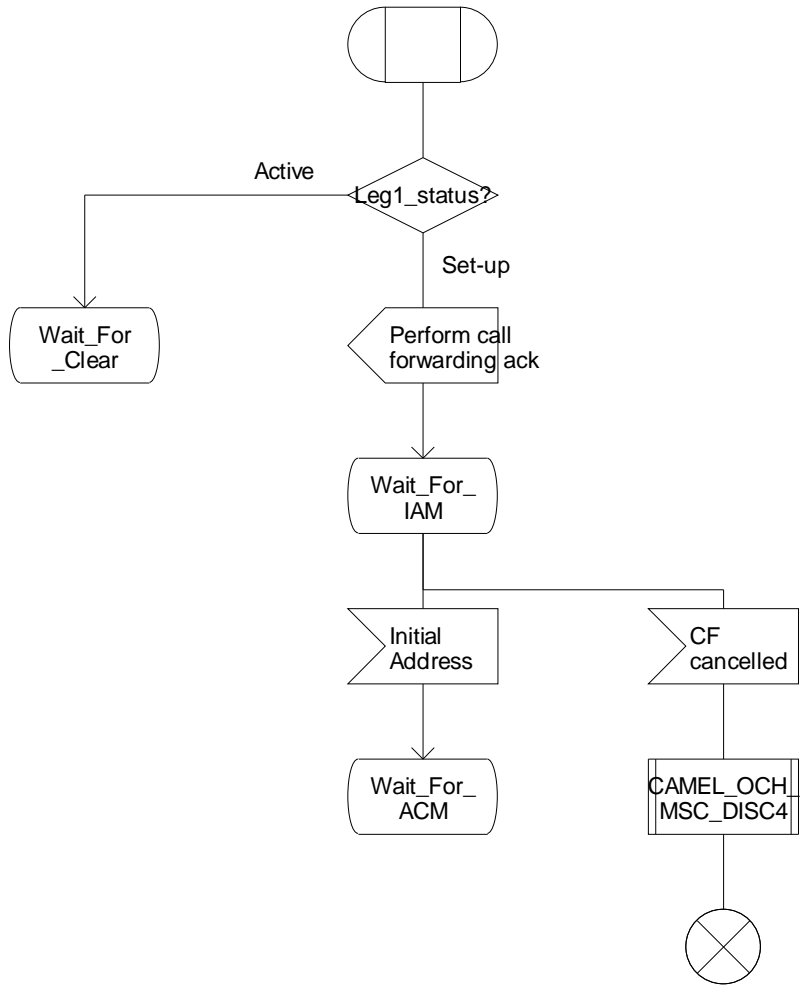 Active
Leg1_status?
Set-up
Wait_For
_Clear
Perform call
forwarding ack
Wait_For_
IAM
Initial
Address
CF
cancelled
Wait_For_
ACM
CAMEL_OCH_
MSC_DISC4